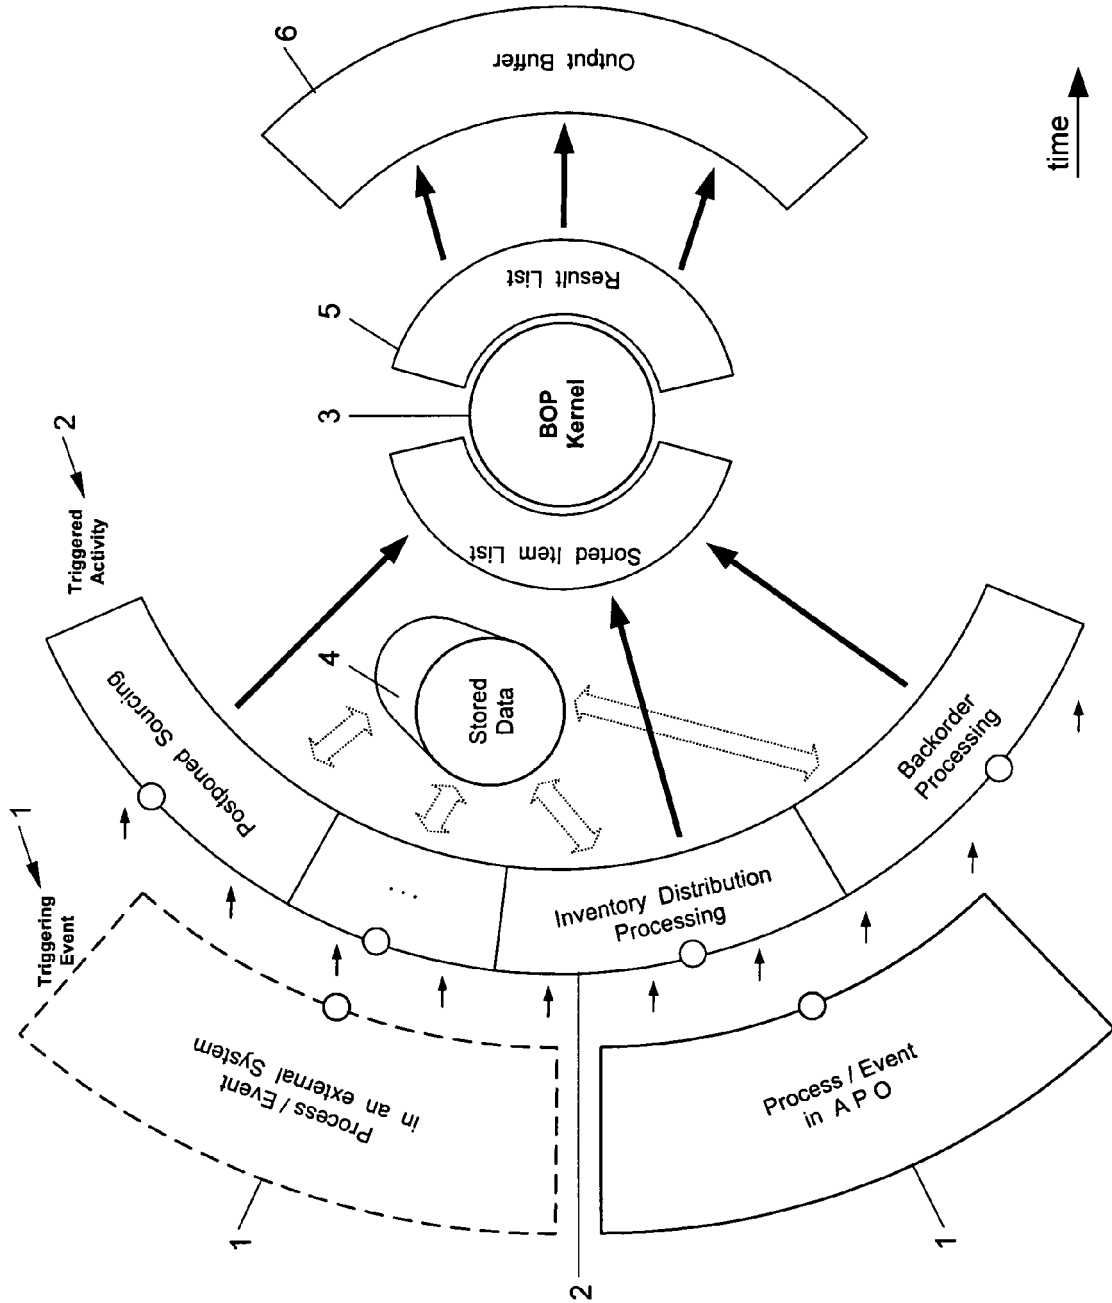 1
Triggering
Event
2
Triggered
Activity
1
Process / Event
in an external System
Process / Event
in A P O
1
2
Postponed Sourcing
. . .
Inventory Distribution
Processing
Backorder
Processing
4
Stored
Data
Sorted Item List
3
BOP
Kernel
5
Result List
6
Output Buffer
time